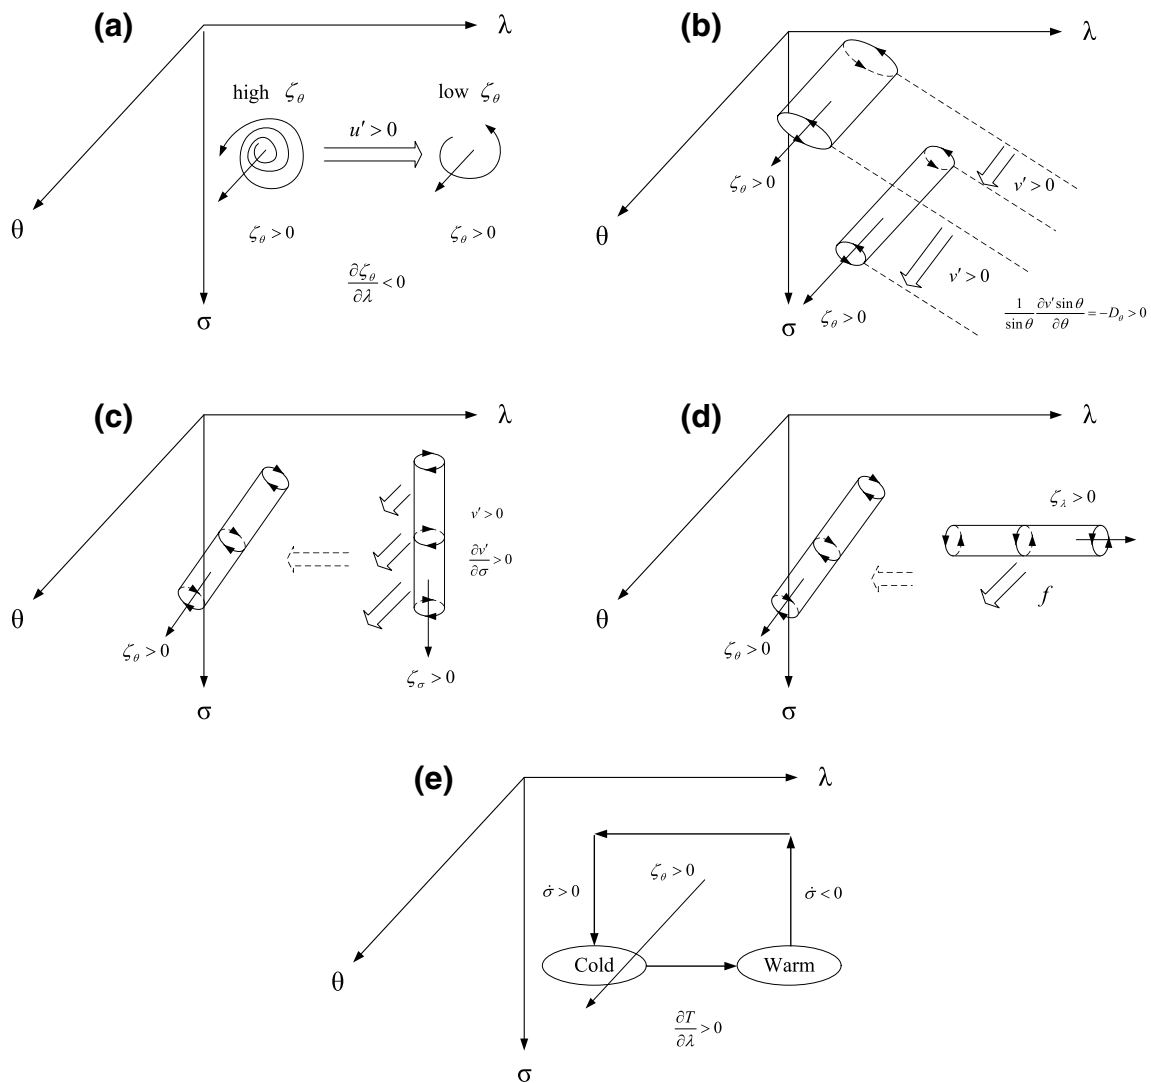 (a)
λ
high ζ_θ
low ζ_θ
u′ > 0
θ
ζ_θ > 0
ζ_θ > 0
∂ζ_θ/∂λ < 0
σ
(b)
λ
ζ_θ > 0
v′ > 0
θ
v′ > 0
σ
ζ_θ > 0
1/sinθ ∂v′sinθ/∂θ = −D_θ > 0
(c)
λ
v′ > 0
∂v′/∂σ > 0
θ
ζ_θ > 0
ζ_σ > 0
σ
(d)
λ
ζ_λ > 0
f
θ
ζ_θ > 0
σ
(e)
λ
ζ_θ > 0
σ̇ > 0
σ̇ < 0
Cold
Warm
θ
∂T/∂λ > 0
σ